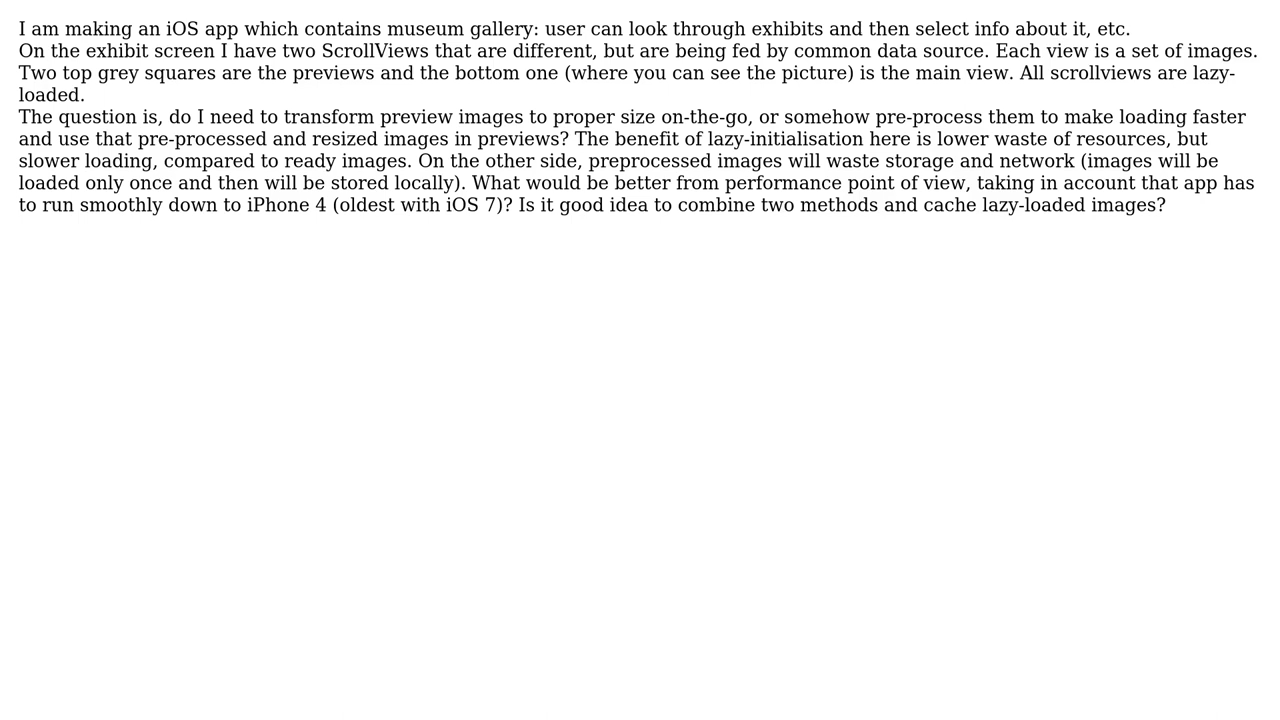 I am making an iOS app which contains museum gallery: user can look through exhibits and then select info about it, etc.
On the exhibit screen I have two ScrollViews that are different, but are being fed by common data source. Each view is a set of images.
Two top grey squares are the previews and the bottom one (where you can see the picture) is the main view. All scrollviews are lazy-
loaded.
The question is, do I need to transform preview images to proper size on-the-go, or somehow pre-process them to make loading faster
and use that pre-processed and resized images in previews? The benefit of lazy-initialisation here is lower waste of resources, but
slower loading, compared to ready images. On the other side, preprocessed images will waste storage and network (images will be
loaded only once and then will be stored locally). What would be better from performance point of view, taking in account that app has
to run smoothly down to iPhone 4 (oldest with iOS 7)? Is it good idea to combine two methods and cache lazy-loaded images?